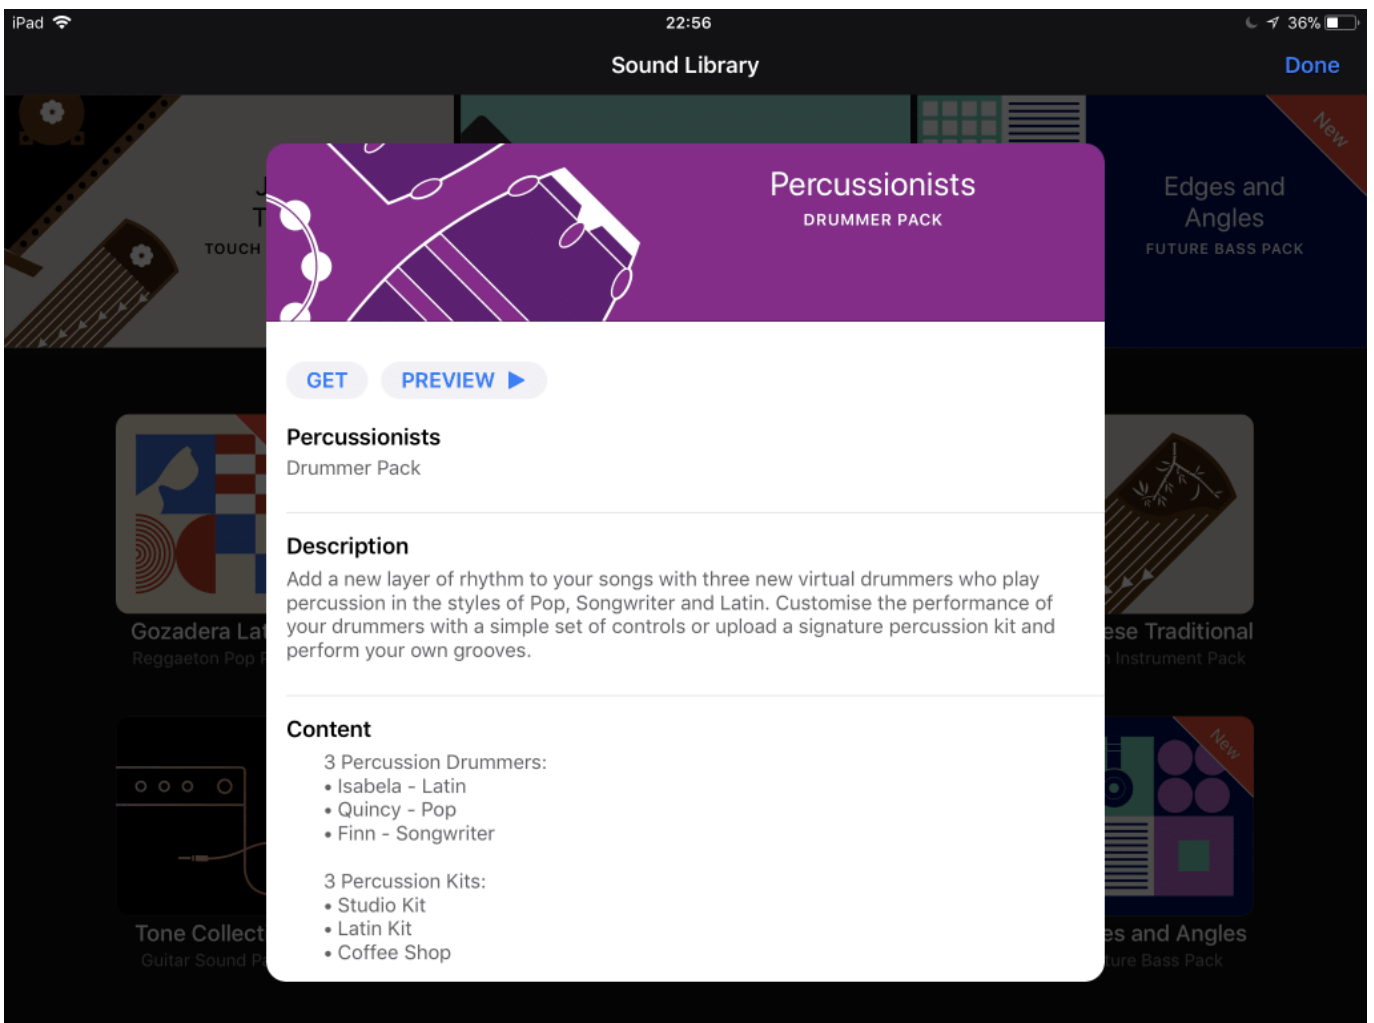 iPad
22:56
36%
Sound Library
Done
TOUCH
Percussionists
DRUMMER PACK
New
Edges and
Angles
FUTURE BASS PACK
GET
PREVIEW
Percussionists
Drummer Pack
Description
Add a new layer of rhythm to your songs with three new virtual drummers who play
percussion in the styles of Pop, Songwriter and Latin. Customise the performance of
your drummers with a simple set of controls or upload a signature percussion kit and
perform your own grooves.
Content
3 Percussion Drummers:
• Isabela - Latin
• Quincy - Pop
• Finn - Songwriter
3 Percussion Kits:
• Studio Kit
• Latin Kit
• Coffee Shop
Gozadera Lat
Reggaeton Pop
ese Traditional
Instrument Pack
Tone Collect
Guitar Sound Pa
New
es and Angles
ture Bass Pack